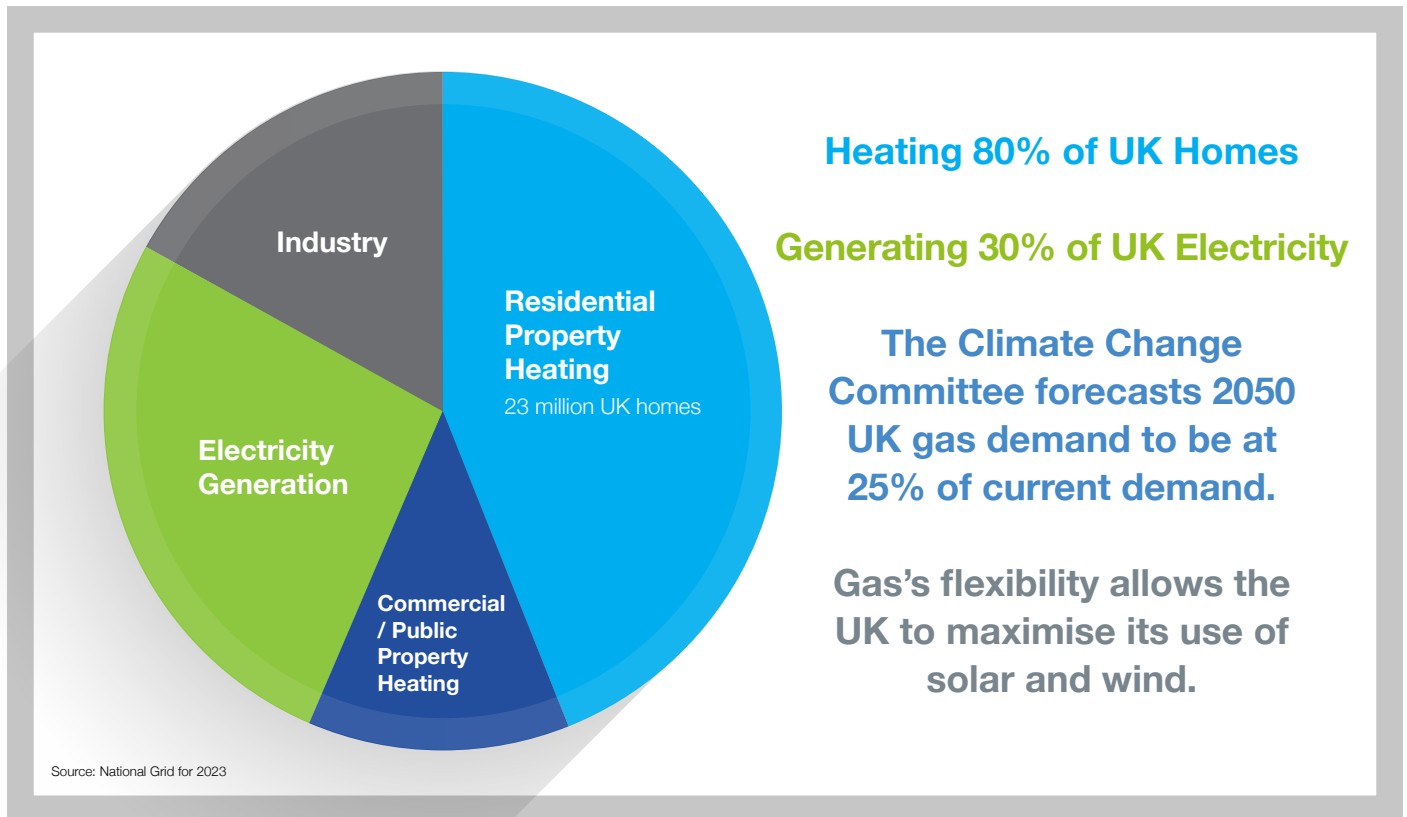 Industry
Residential
Property
Heating
23 million UK homes
Electricity
Generation
Commercial
/ Public
Property
Heating
Source: National Grid for 2023
Heating 80% of UK Homes
Generating 30% of UK Electricity
The Climate Change
Committee forecasts 2050
UK gas demand to be at
25% of current demand.
Gas’s flexibility allows the
UK to maximise its use of
solar and wind.